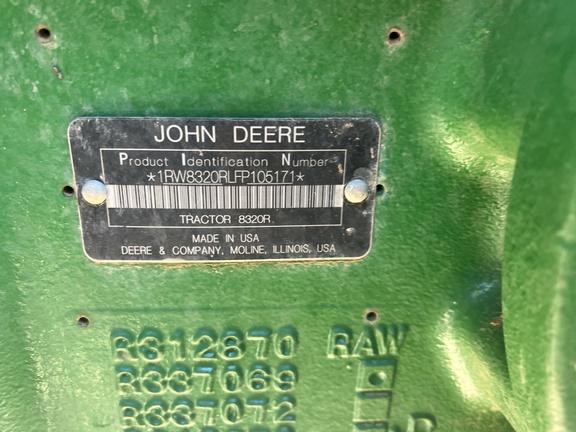 JOHN DEERE
Product Identification Number
*1RW8320RLFP105171*
TRACTOR 8320R
MADE IN USA
DEERE & COMPANY, MOLINE, ILLINOIS, USA
R312870 RAW
R337069
R337072